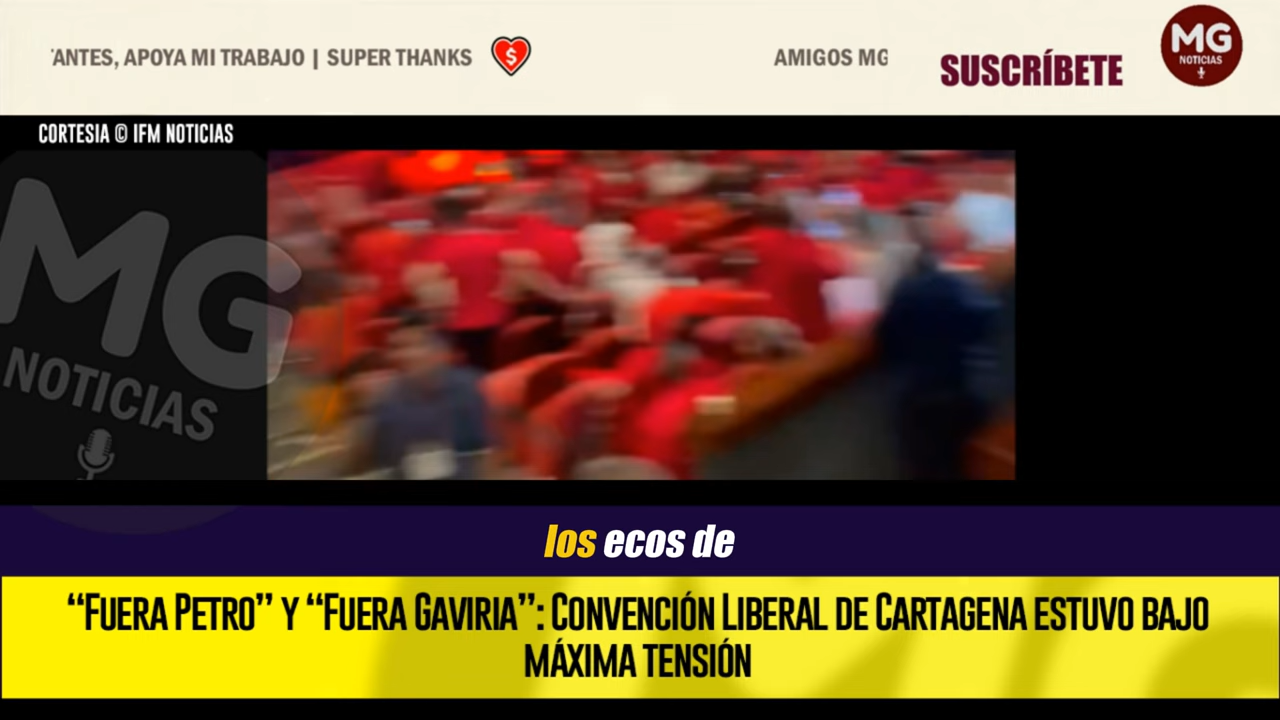 'ANTES, APOYA MI TRABAJO | SUPER THANKS
AMIGOS MG
SUSCRÍBETE
MG
NOTICIAS
CORTESIA © IFM NOTICIAS
MG
NOTICIAS
los ecos de
“FUERA PETRO” Y “FUERA GAVIRIA”: CONVENCIÓN LIBERAL DE CARTAGENA ESTUVO BAJO
MÁXIMA TENSIÓN